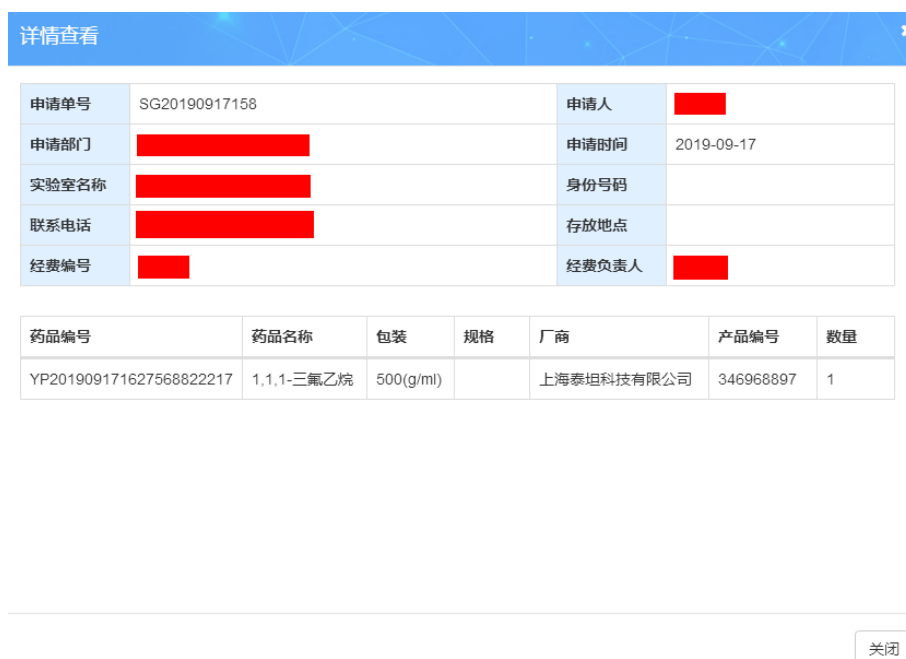 详情查看
申请单号 SG20190917158 申请人
申请部门 申请时间 2019-09-17
实验室名称 身份号码
联系电话 存放地点
经费编号 经费负责人
药品编号 药品名称 包装 规格 厂商 产品编号 数量
YP201909171627568822217 1,1,1-三氟乙烷 500(g/ml) 上海泰坦科技有限公司 346968897 1
关闭